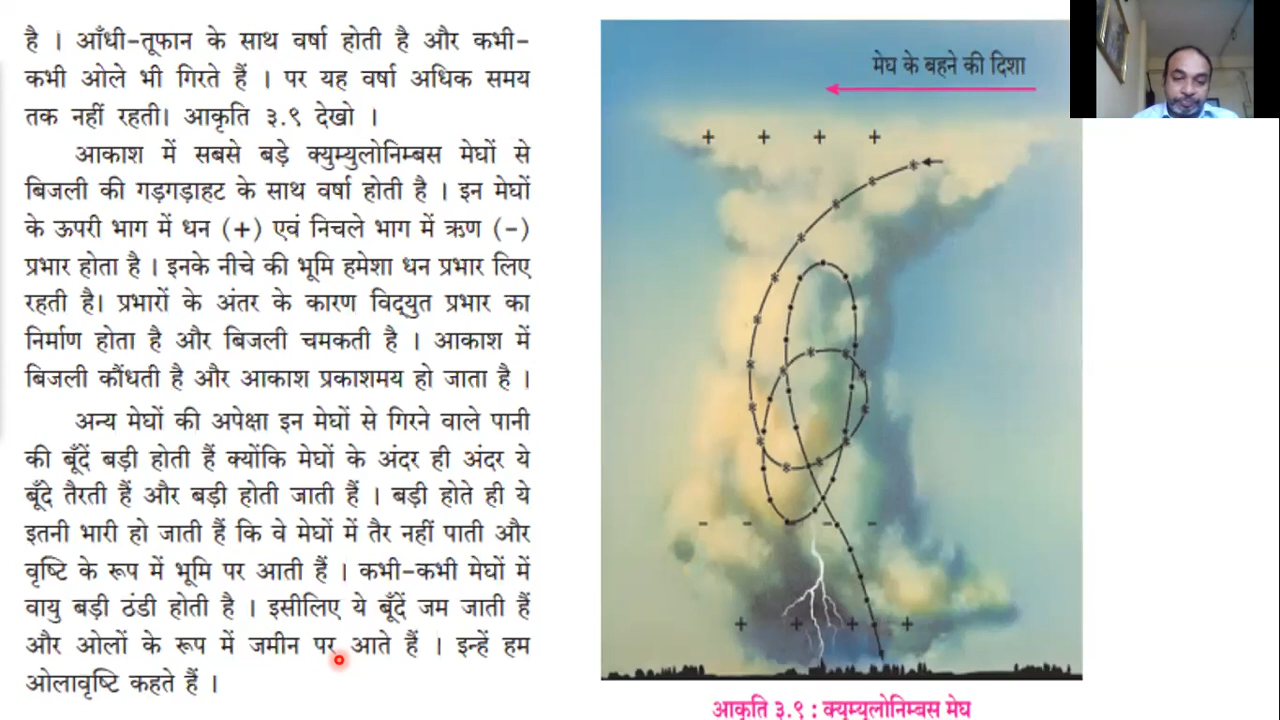 है । आँधी-तूफान के साथ वर्षा होती है और कभी-
कभी ओले भी गिरते हैं । पर यह वर्षा अधिक समय
तक नहीं रहती। आकृति ३.९ देखो ।
आकाश में सबसे बड़े क्युम्युलोनिम्बस मेघों से
बिजली की गड़गड़ाहट के साथ वर्षा होती है । इन मेघों
के ऊपरी भाग में धन (+) एवं निचले भाग में ऋण (-)
प्रभार होता है । इनके नीचे की भूमि हमेशा धन प्रभार लिए
रहती है। प्रभारों के अंतर के कारण विद्‌युत प्रभार का
निर्माण होता है और बिजली चमकती है । आकाश में
बिजली कौंधती है और आकाश प्रकाशमय हो जाता है ।
अन्य मेघों की अपेक्षा इन मेघों से गिरने वाले पानी
की बूँदें बड़ी होती हैं क्योंकि मेघों के अंदर ही अंदर ये
बूँदे तैरती हैं और बड़ी होती जाती हैं । बड़ी होते ही ये
इतनी भारी हो जाती हैं कि वे मेघों में तैर नहीं पाती और
वृष्टि के रूप में भूमि पर आती हैं । कभी-कभी मेघों में
वायु बड़ी ठंडी होती है । इसीलिए ये बूँदें जम जाती हैं
और ओलों के रूप में जमीन पर आते हैं । इन्हें हम
ओलावृष्टि कहते हैं ।
मेघ के बहने की दिशा
+ + + +
- - - -
+ + + +
आकृति ३.९ : क्युम्युलोनिम्बस मेघ